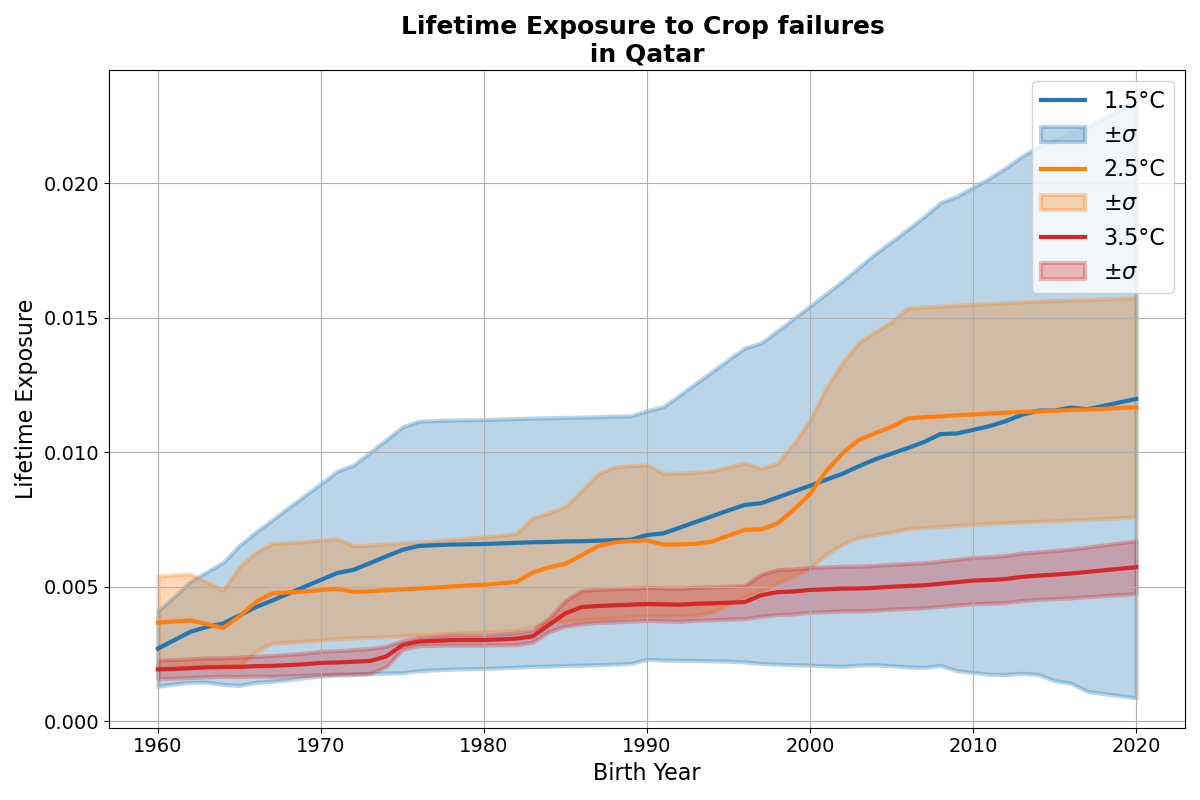 Lifetime Exposure to Crop failures
in Qatar
1.5°C
±σ
2.5°C
±σ
3.5°C
±σ
Lifetime Exposure
0.020
0.015
0.010
0.005
0.000
1960 1970 1980 1990 2000 2010 2020
Birth Year